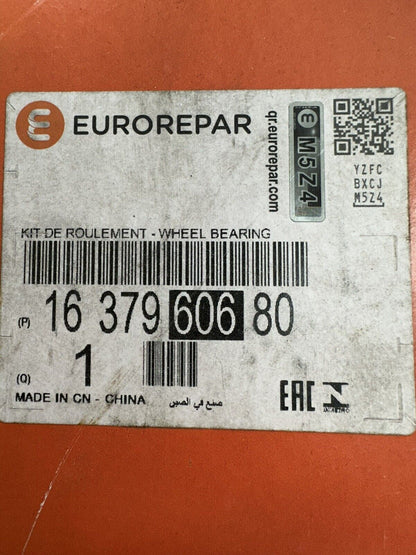 EUROREPAR
qr.eurorepar.com
M5Z4
YZFC
BXCJ
M5Z4
KIT DE ROULEMENT - WHEEL BEARING
(P) 16 379 606 80
(Q) 1
MADE IN CN - CHINA صنع في الصين
EAC